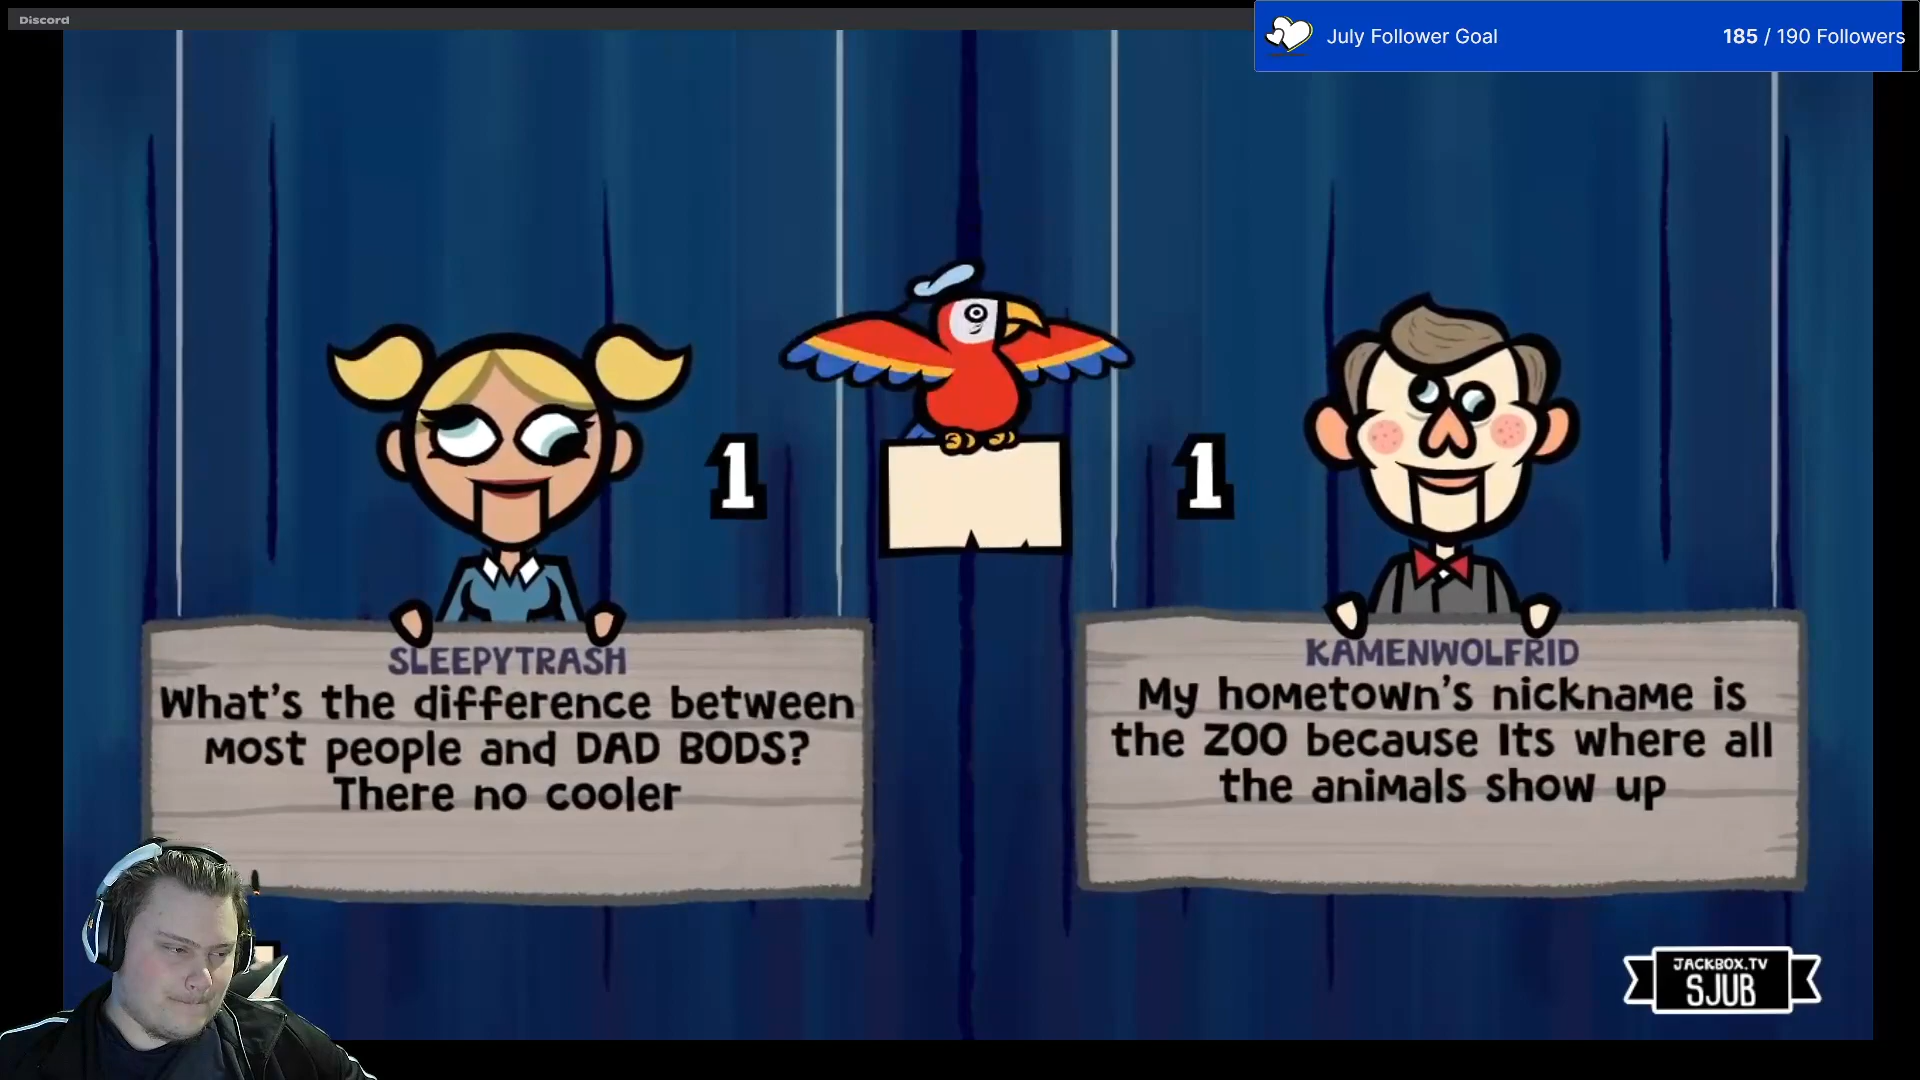 Discord
July Follower Goal
185 / 190 Followers
1
1
SLEEPYTRASH
What's the difference between
most people and DAD BODS?
There no cooler
KAMENWOLFRID
My hometown's nickname is
the ZOO because Its where all
the animals show up
JACKBOX.TV
SJUB